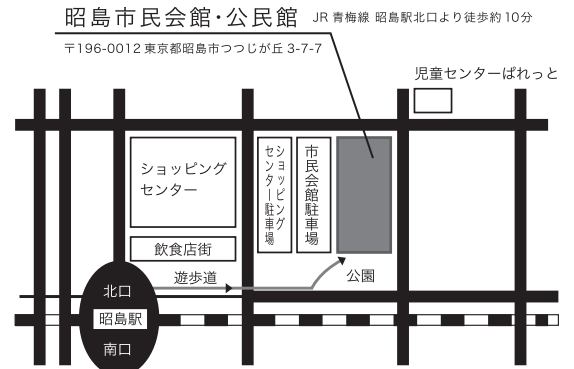 昭島市民会館・公民館 JR青梅線 昭島駅北口より徒歩約10分
〒196-0012 東京都昭島市つつじが丘3-7-7
児童センターぱれっと
ショッピング
センター
ショッピング
センター駐車場
市民会館駐車場
飲食店街
遊歩道
公園
北口
昭島駅
南口